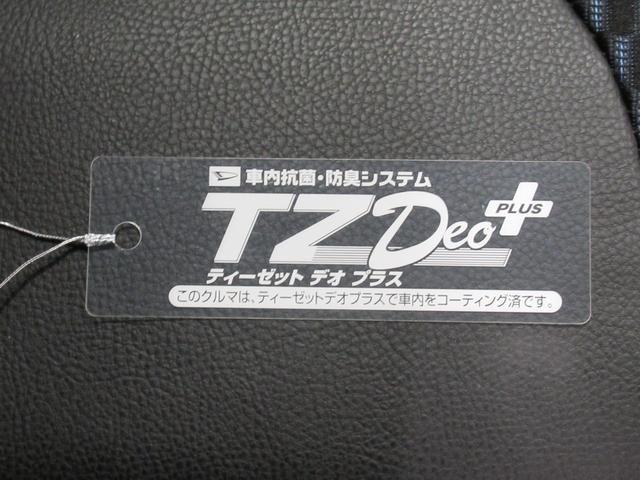 車内抗菌・防臭システム
TZ Deo PLUS
ティーゼット デオ プラス
このクルマは、ティーゼットデオプラスで車内をコーティング済です。